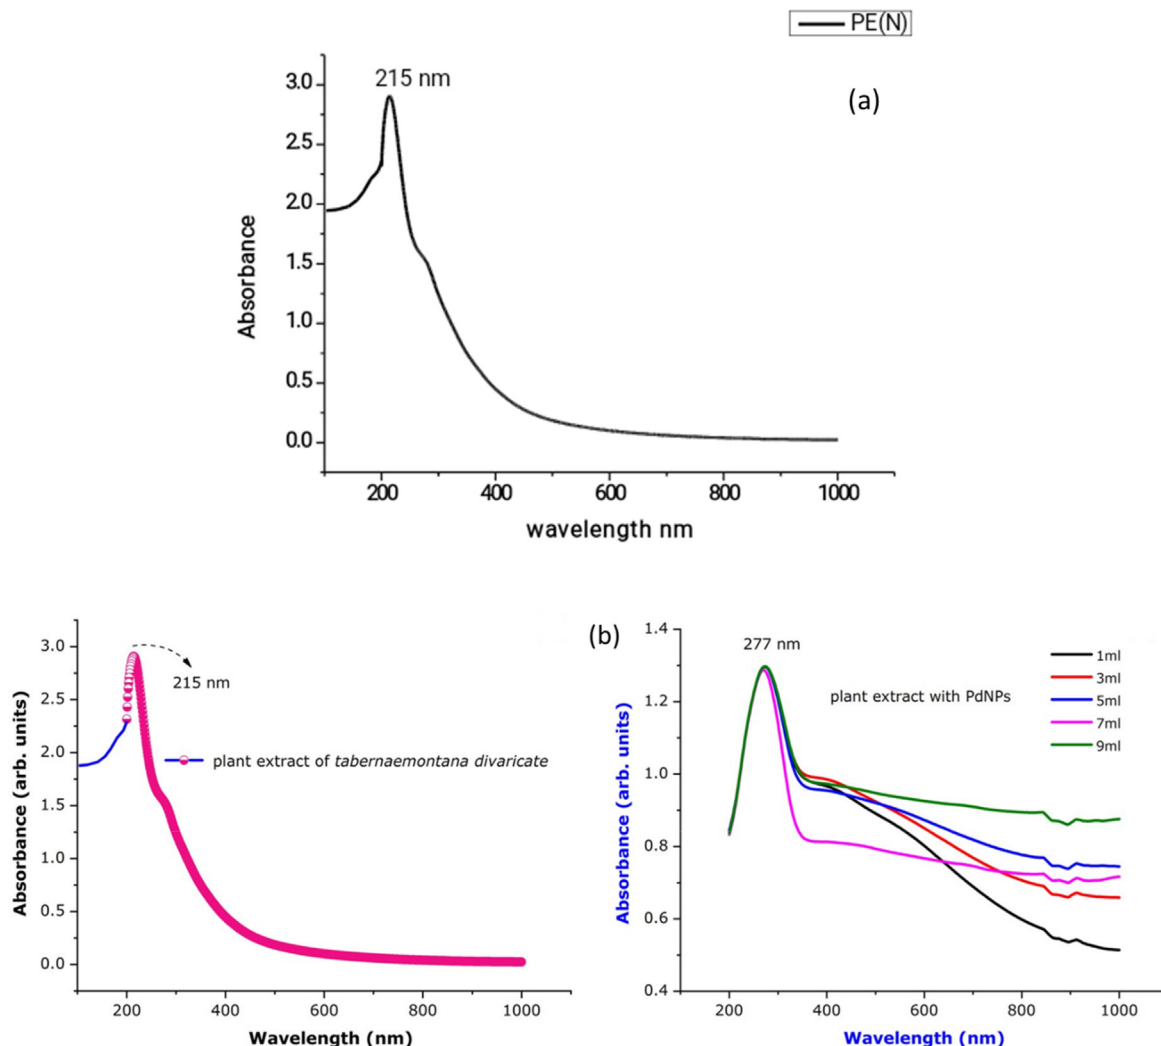 PE(N)
215 nm
(a)
3.0
2.5
2.0
1.5
1.0
0.5
0.0
Absorbance
200
400
600
800
1000
wavelength nm
(b)
3.0
2.5
2.0
1.5
1.0
0.5
0.0
Absorbance (arb. units)
215 nm
plant extract of tabernaemontana divaricate
200
400
600
800
1000
Wavelength (nm)
1.4
1.2
1.0
0.8
0.6
0.4
Absorbance (arb. units)
277 nm
plant extract with PdNPs
1ml
3ml
5ml
7ml
9ml
200
400
600
800
1000
Wavelength (nm)